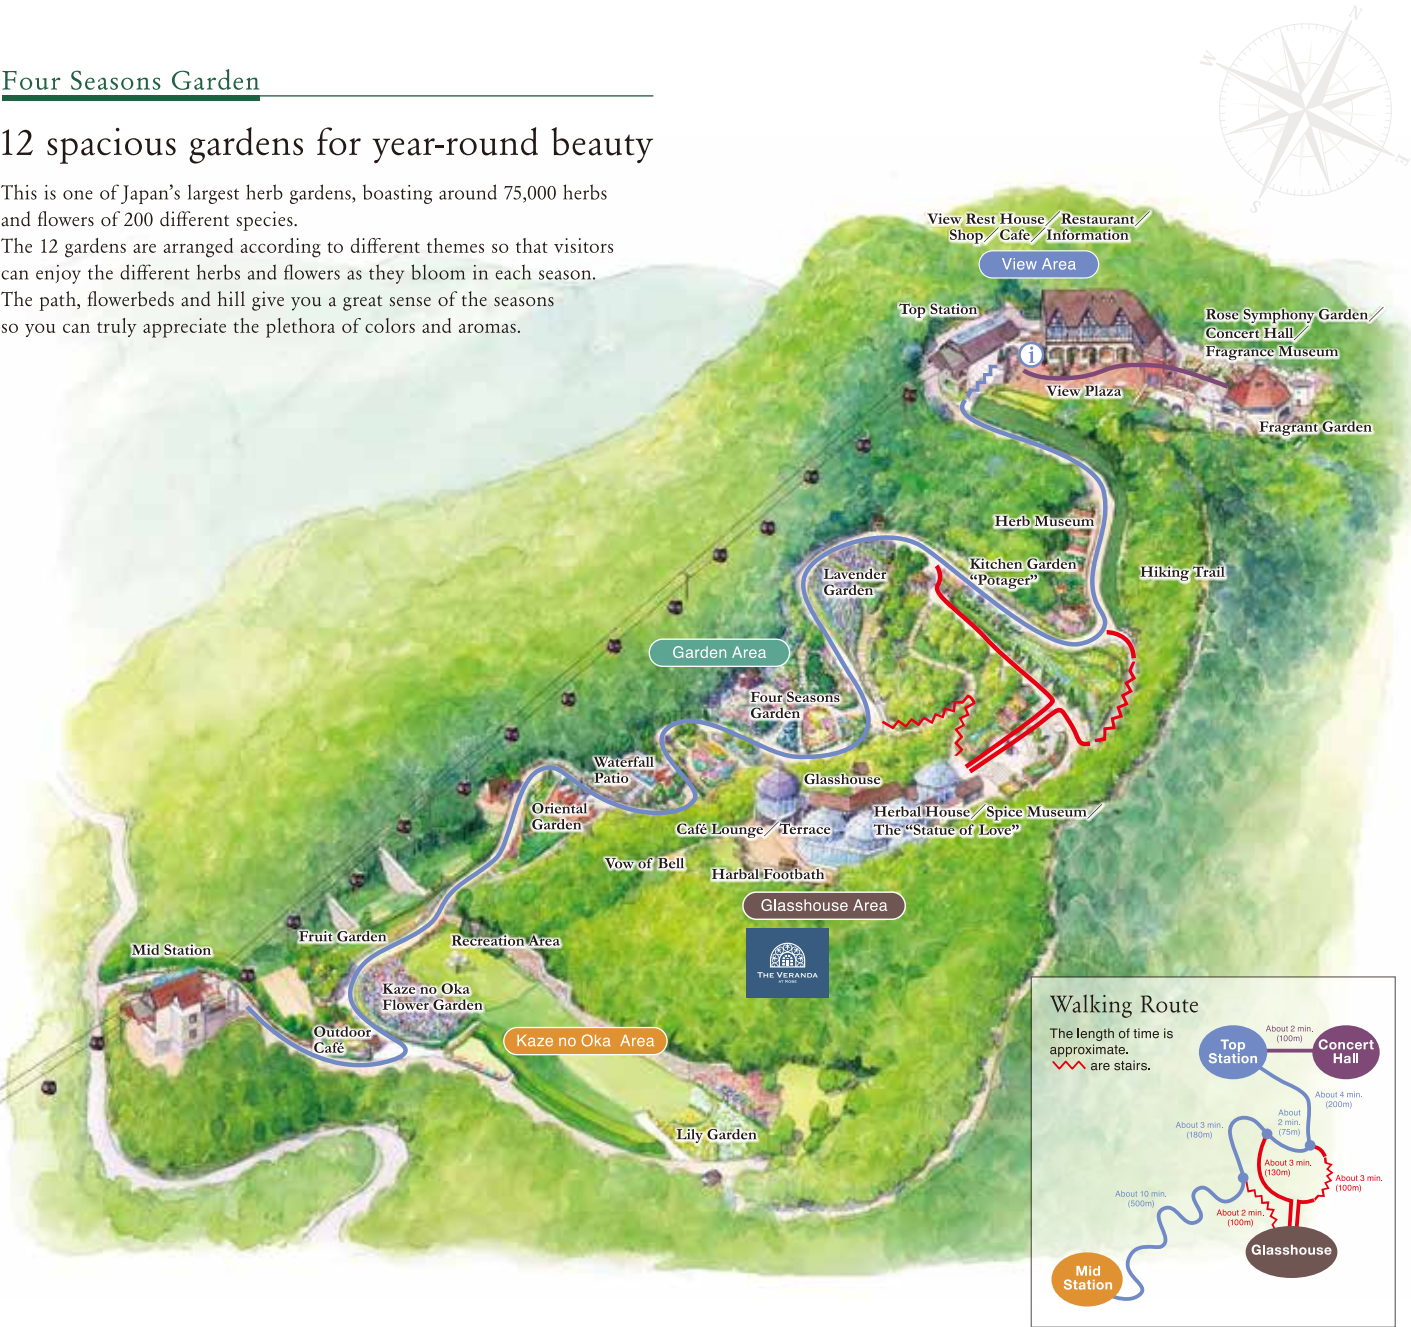 Four Seasons Garden
12 spacious gardens for year-round beauty
This is one of Japan's largest herb gardens, boasting around 75,000 herbs
and flowers of 200 different species.
The 12 gardens are arranged according to different themes so that visitors
can enjoy the different herbs and flowers as they bloom in each season.
The path, flowerbeds and hill give you a great sense of the seasons
so you can truly appreciate the plethora of colors and aromas.
N
W
E
S
View Rest House／Restaurant／
Shop／Cafe／Information
View Area
Top Station
Rose Symphony Garden／
Concert Hall／
Fragrance Museum
i
View Plaza
Fragrant Garden
Herb Museum
Kitchen Garden
"Potager"
Hiking Trail
Lavender
Garden
Garden Area
Four Seasons
Garden
Waterfall
Patio
Glasshouse
Oriental
Garden
Herbal House／Spice Museum／
The "Statue of Love"
Café Lounge／Terrace
Vow of Bell
Harbal Footbath
Glasshouse Area
THE VERANDA
AT KOBE
Fruit Garden
Recreation Area
Mid Station
Kaze no Oka
Flower Garden
Outdoor
Café
Kaze no Oka Area
Lily Garden
Walking Route
The length of time is
approximate.
are stairs.
Top
Station
About 2 min.
(100m)
Concert
Hall
About 4 min.
(200m)
About
2 min.
(75m)
About 3 min.
(180m)
About 3 min.
(130m)
About 3 min.
(100m)
About 10 min.
(500m)
About 2 min.
(100m)
Glasshouse
Mid
Station